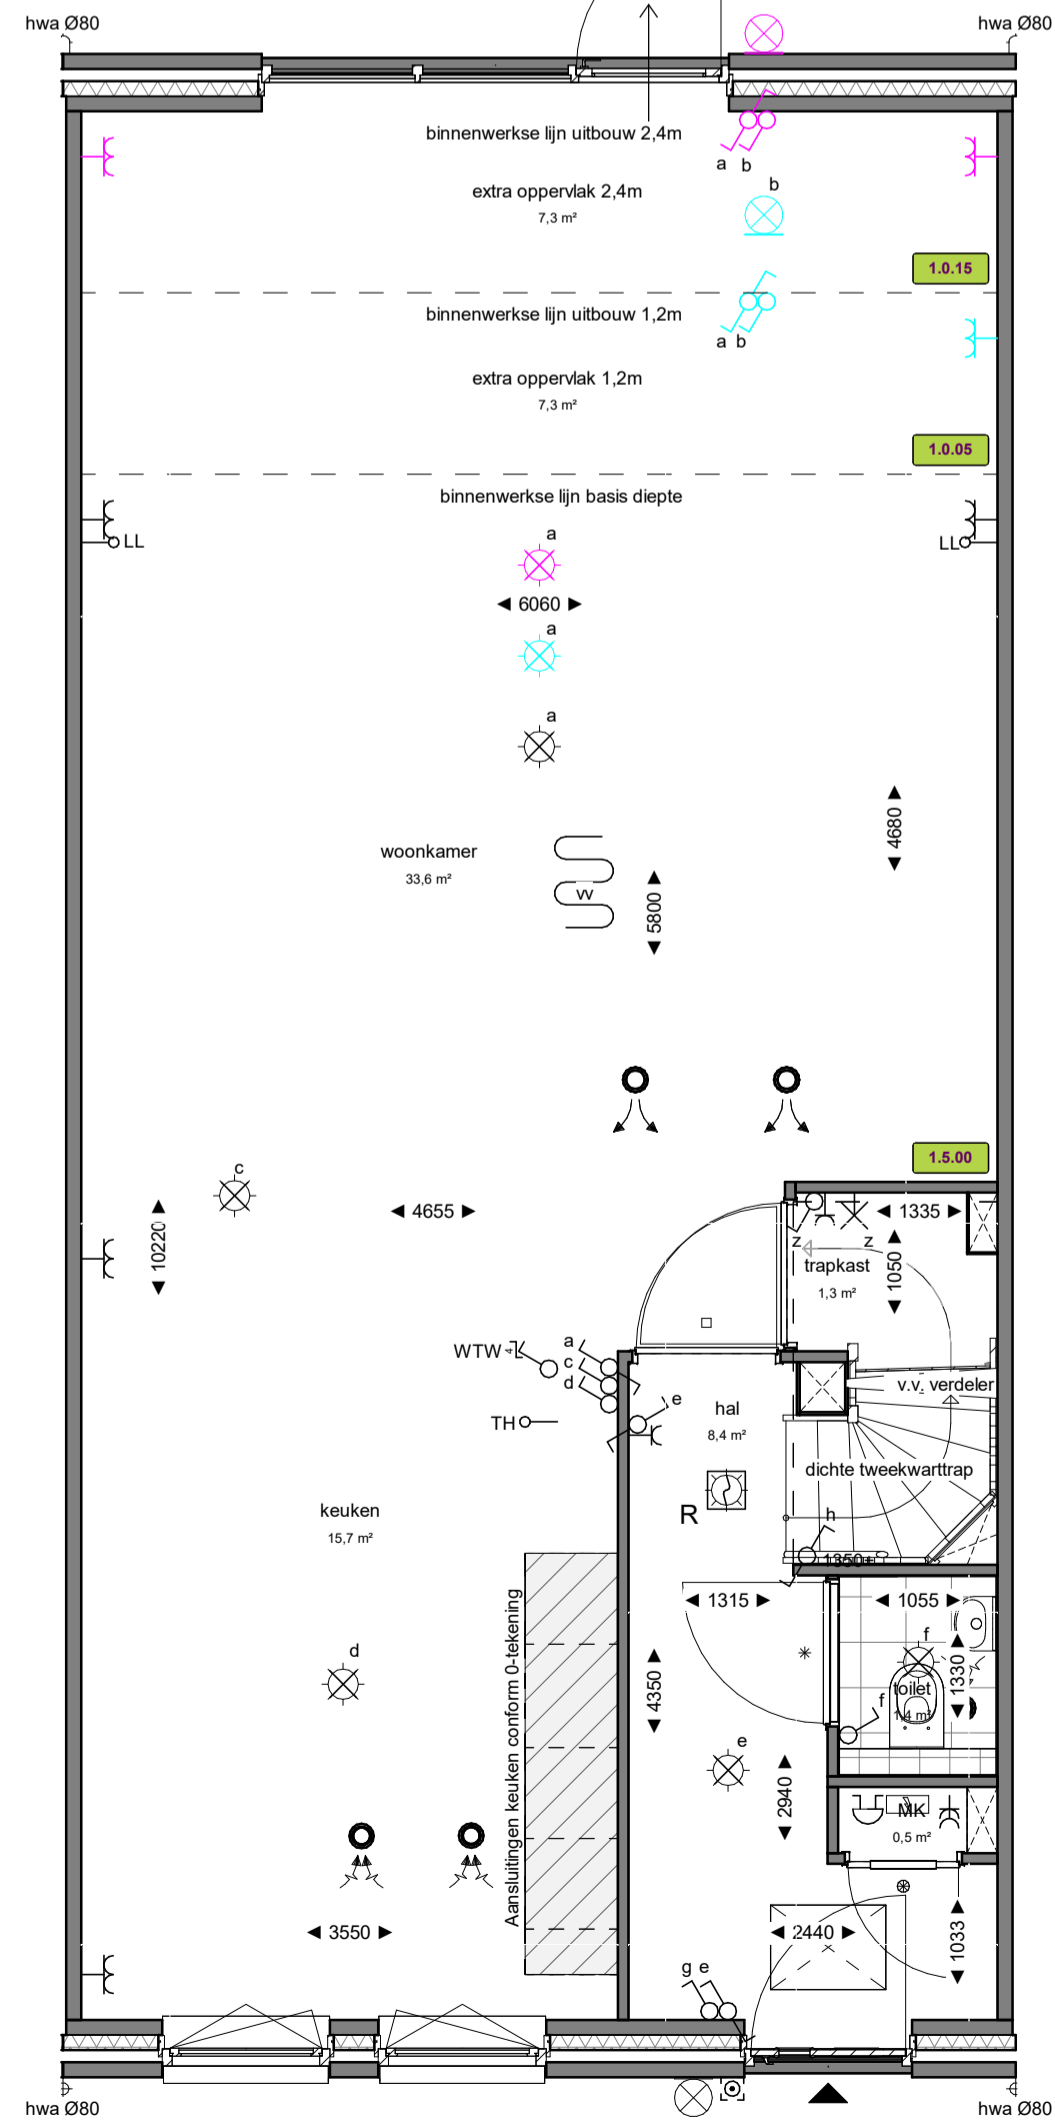 hwa Ø80
hwa Ø80
binnenwerkse lijn uitbouw 2,4m
a b
b
extra oppervlak 2,4m
7,3 m²
1.0.15
binnenwerkse lijn uitbouw 1,2m
a b
extra oppervlak 1,2m
7,3 m²
1.0.05
binnenwerkse lijn basis diepte
LL
LL
a
6060
a
a
4680
woonkamer
33,6 m²
VV
5800
1.5.00
c
4655
10220
1335
z
z
1050
trapkast
1,3 m²
WTW
a
c
d
e
v.v. verdeler
TH
hal
8,4 m²
dichte tweekwarttrap
R
h
1350+
keuken
15,7 m²
Aansluitingen keuken conform 0-tekening
1315
1055
f
1330
toilet
1,4 m²
f
4350
d
e
2940
MK
0,5 m²
3550
2440
1033
g e
hwa Ø80
hwa Ø80